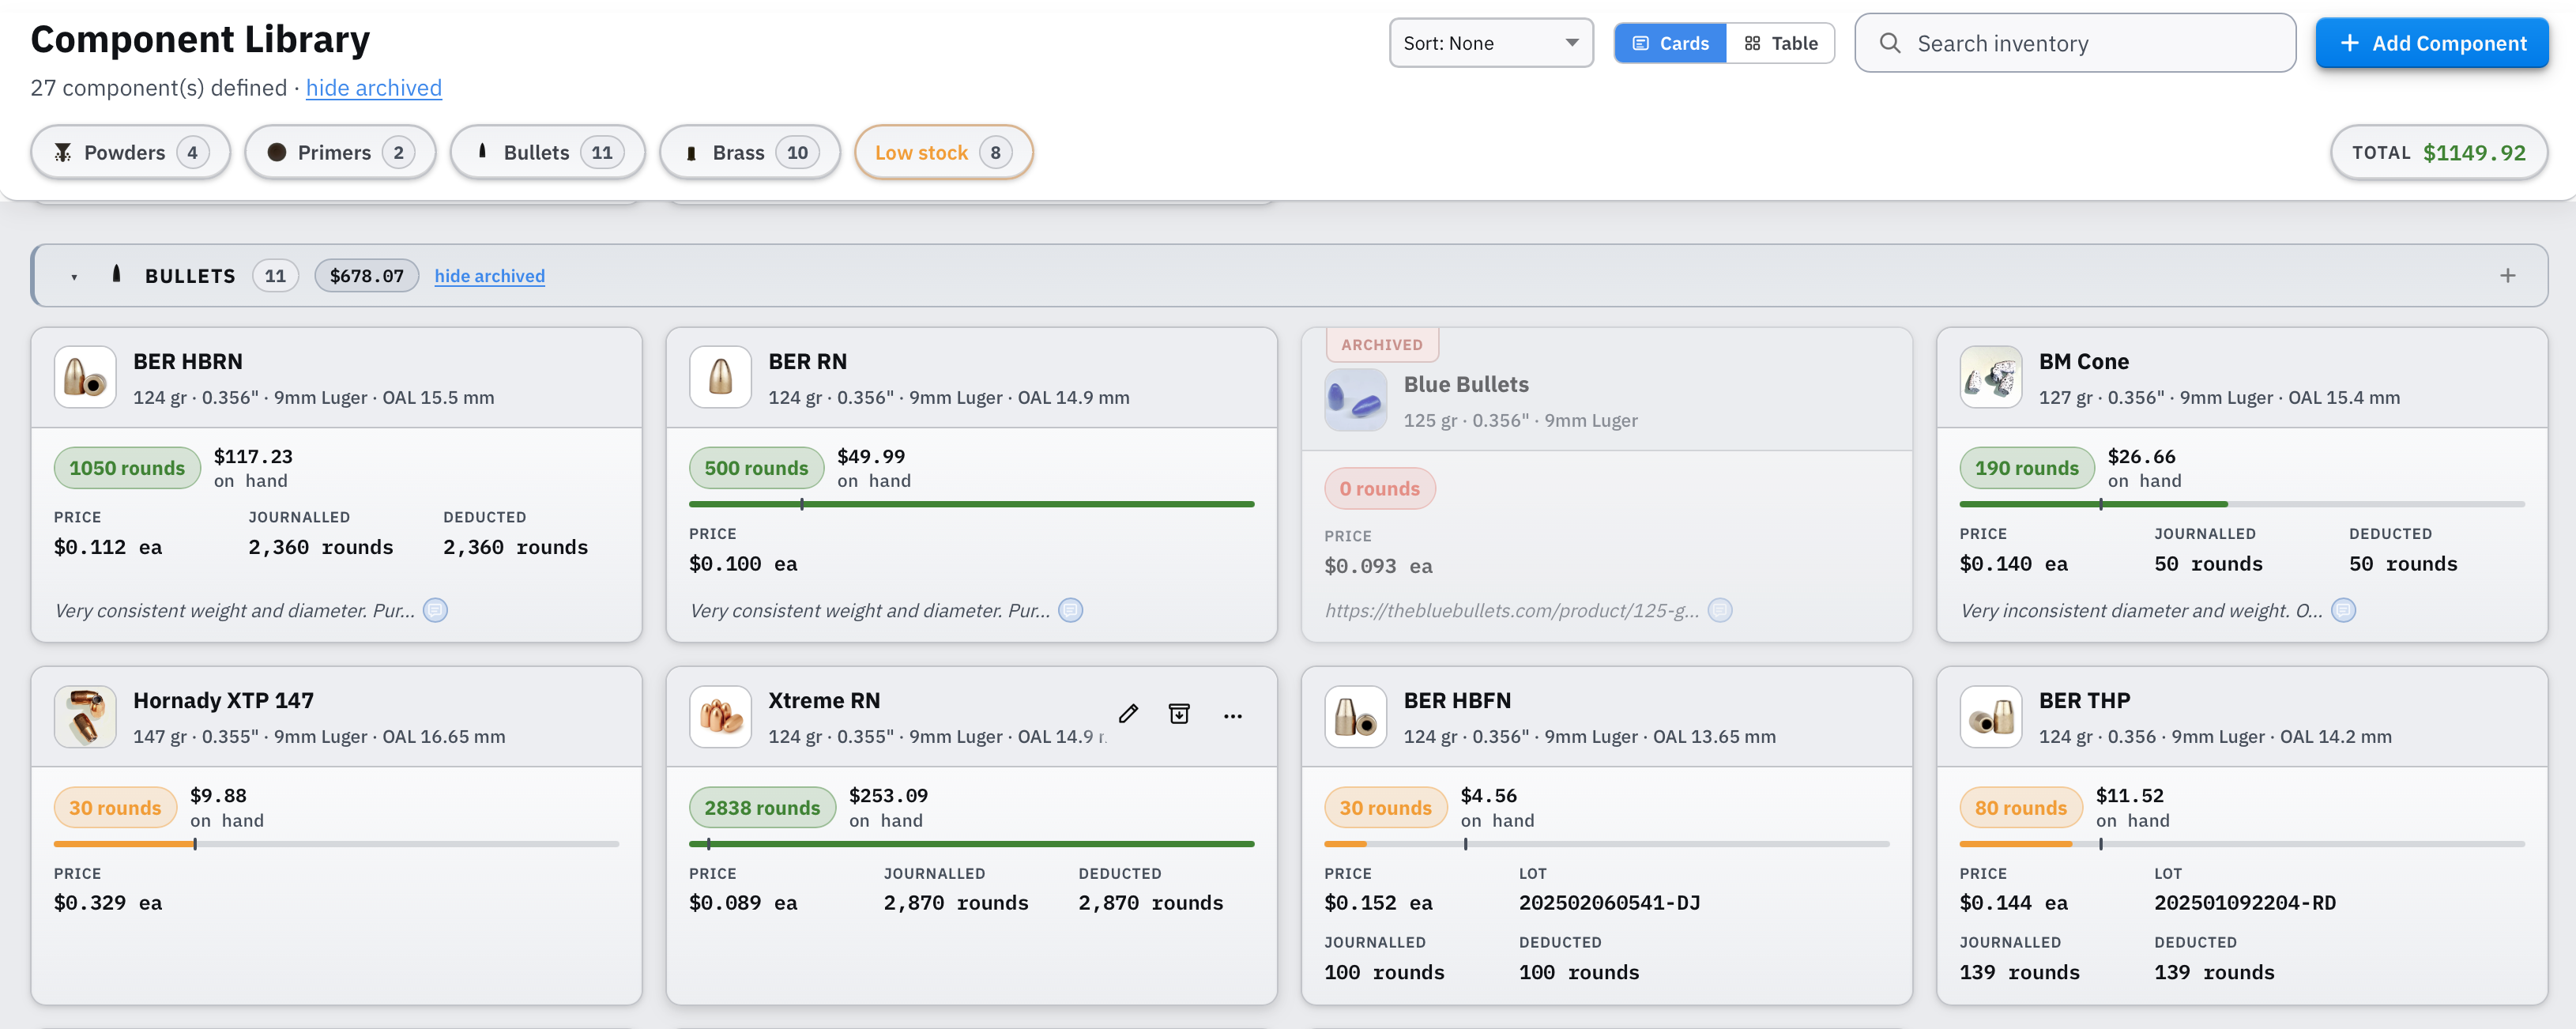 Component Library
Sort: None
Cards
Table
Search inventory
+ Add Component
27 component(s) defined · hide archived
Powders 4
Primers 2
Bullets 11
Brass 10
Low stock 8
TOTAL $1149.92
BULLETS 11 $678.07 hide archived +
BER HBRN
124 gr · 0.356" · 9mm Luger · OAL 15.5 mm
1050 rounds
$117.23
on hand
PRICE JOURNALLED DEDUCTED
$0.112 ea 2,360 rounds 2,360 rounds
Very consistent weight and diameter. Pur...
BER RN
124 gr · 0.356" · 9mm Luger · OAL 14.9 mm
500 rounds
$49.99
on hand
PRICE
$0.100 ea
Very consistent weight and diameter. Pur...
ARCHIVED
Blue Bullets
125 gr · 0.356" · 9mm Luger
0 rounds
PRICE
$0.093 ea
https://thebluebullets.com/product/125-g...
BM Cone
127 gr · 0.356" · 9mm Luger · OAL 15.4 mm
190 rounds
$26.66
on hand
PRICE JOURNALLED DEDUCTED
$0.140 ea 50 rounds 50 rounds
Very inconsistent diameter and weight. O...
Hornady XTP 147
147 gr · 0.355" · 9mm Luger · OAL 16.65 mm
30 rounds
$9.88
on hand
PRICE
$0.329 ea
Xtreme RN
124 gr · 0.355" · 9mm Luger · OAL 14.9
2838 rounds
$253.09
on hand
PRICE JOURNALLED DEDUCTED
$0.089 ea 2,870 rounds 2,870 rounds
BER HBFN
124 gr · 0.356" · 9mm Luger · OAL 13.65 mm
30 rounds
$4.56
on hand
PRICE LOT
$0.152 ea 202502060541-DJ
JOURNALLED DEDUCTED
100 rounds 100 rounds
BER THP
124 gr · 0.356 · 9mm Luger · OAL 14.2 mm
80 rounds
$11.52
on hand
PRICE LOT
$0.144 ea 202501092204-RD
JOURNALLED DEDUCTED
139 rounds 139 rounds